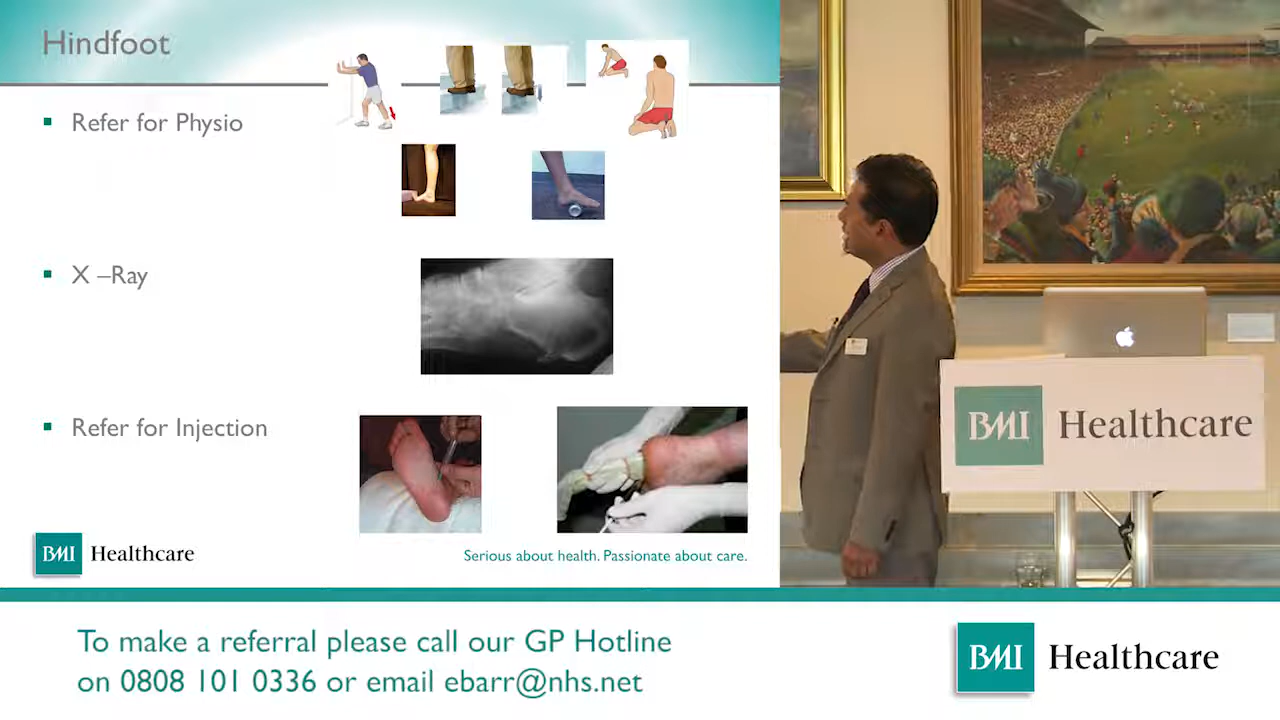 Hindfoot
Refer for Physio
X –Ray
Refer for Injection
BMI Healthcare
Serious about health. Passionate about care.
BMI Healthcare
To make a referral please call our GP Hotline
on 0808 101 0336 or email ebarr@nhs.net
BMI Healthcare